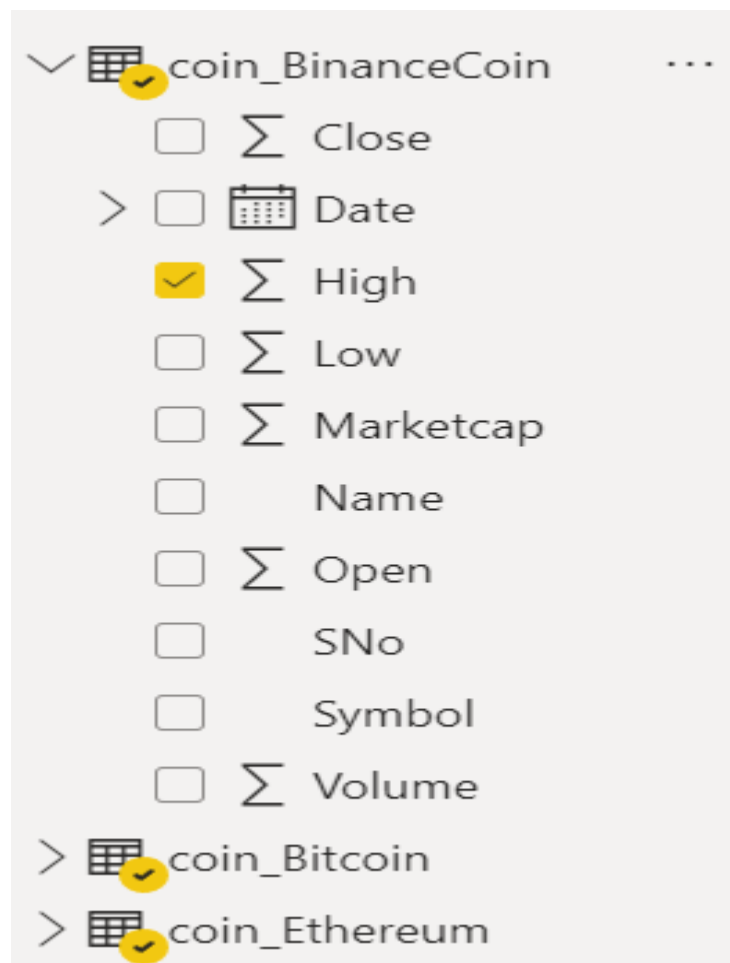 coin_BinanceCoin ...
Close
Date
High
Low
Marketcap
Name
Open
SNo
Symbol
Volume
coin_Bitcoin
coin_Ethereum